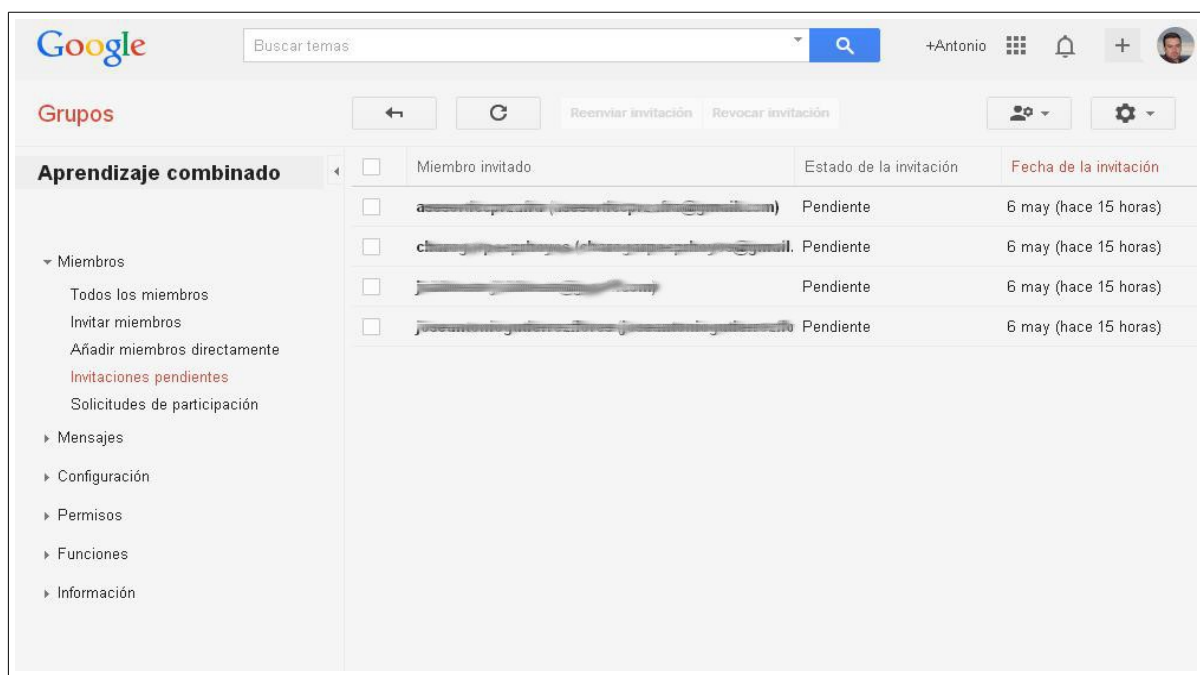 Google
Buscar temas
+Antonio
Grupos
Reenviar invitación Revocar invitación
Aprendizaje combinado
Miembro invitado Estado de la invitación Fecha de la invitación
Pendiente 6 may (hace 15 horas)
Pendiente 6 may (hace 15 horas)
Pendiente 6 may (hace 15 horas)
Pendiente 6 may (hace 15 horas)
Miembros
Todos los miembros
Invitar miembros
Añadir miembros directamente
Invitaciones pendientes
Solicitudes de participación
Mensajes
Configuración
Permisos
Funciones
Información